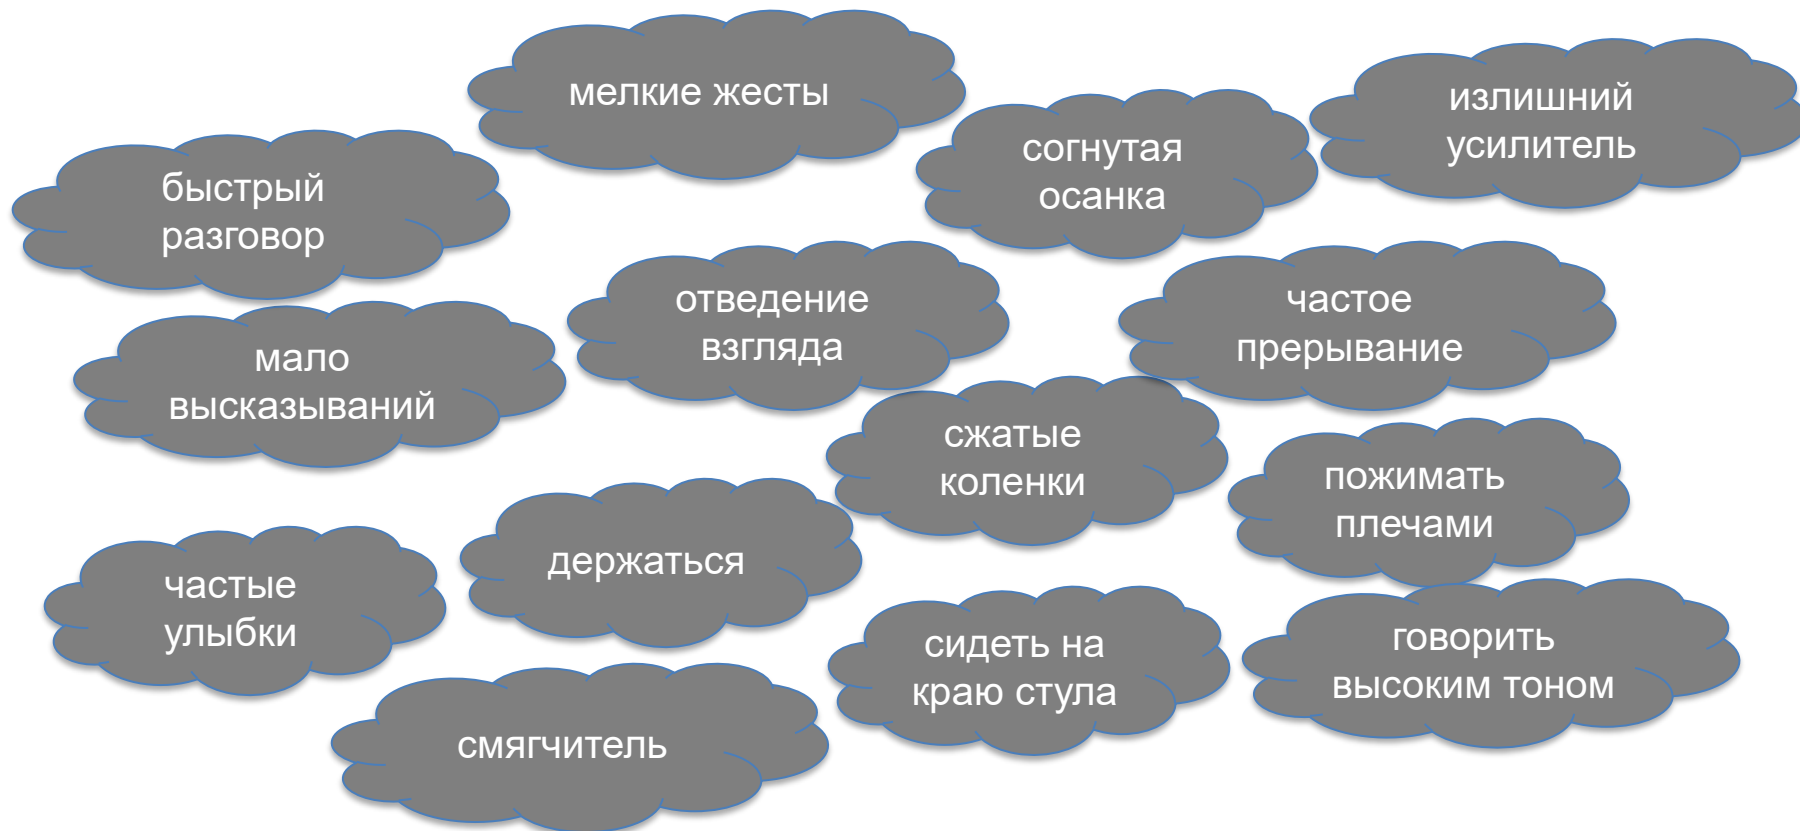 мелкие жесты
излишний
усилитель
согнутая
осанка
быстрый
разговор
отведение
взгляда
частое
прерывание
мало
высказываний
сжатые
коленки
пожимать
плечами
держаться
частые
улыбки
сидеть на
краю стула
говорить
высоким тоном
смягчитель